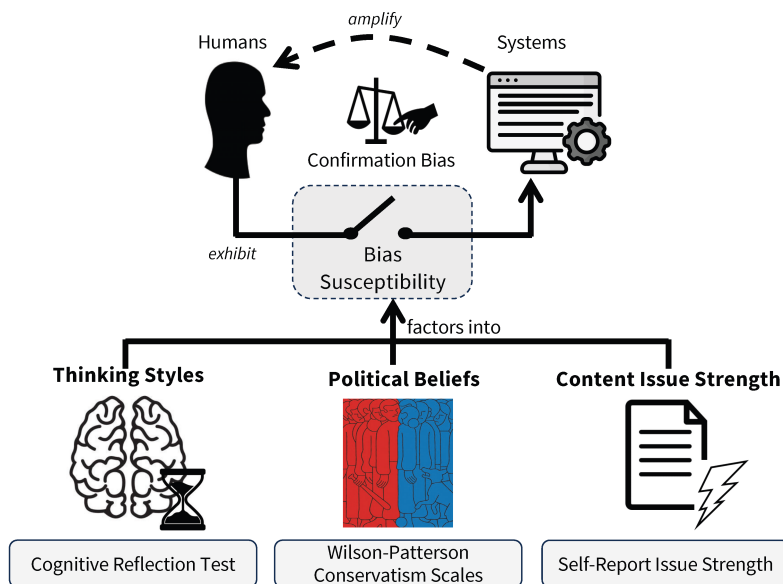 amplify
Humans
Systems
Confirmation Bias
exhibit
Bias
Susceptibility
factors into
Thinking Styles
Political Beliefs
Content Issue Strength
Cognitive Reflection Test
Wilson-Patterson
Conservatism Scales
Self-Report Issue Strength